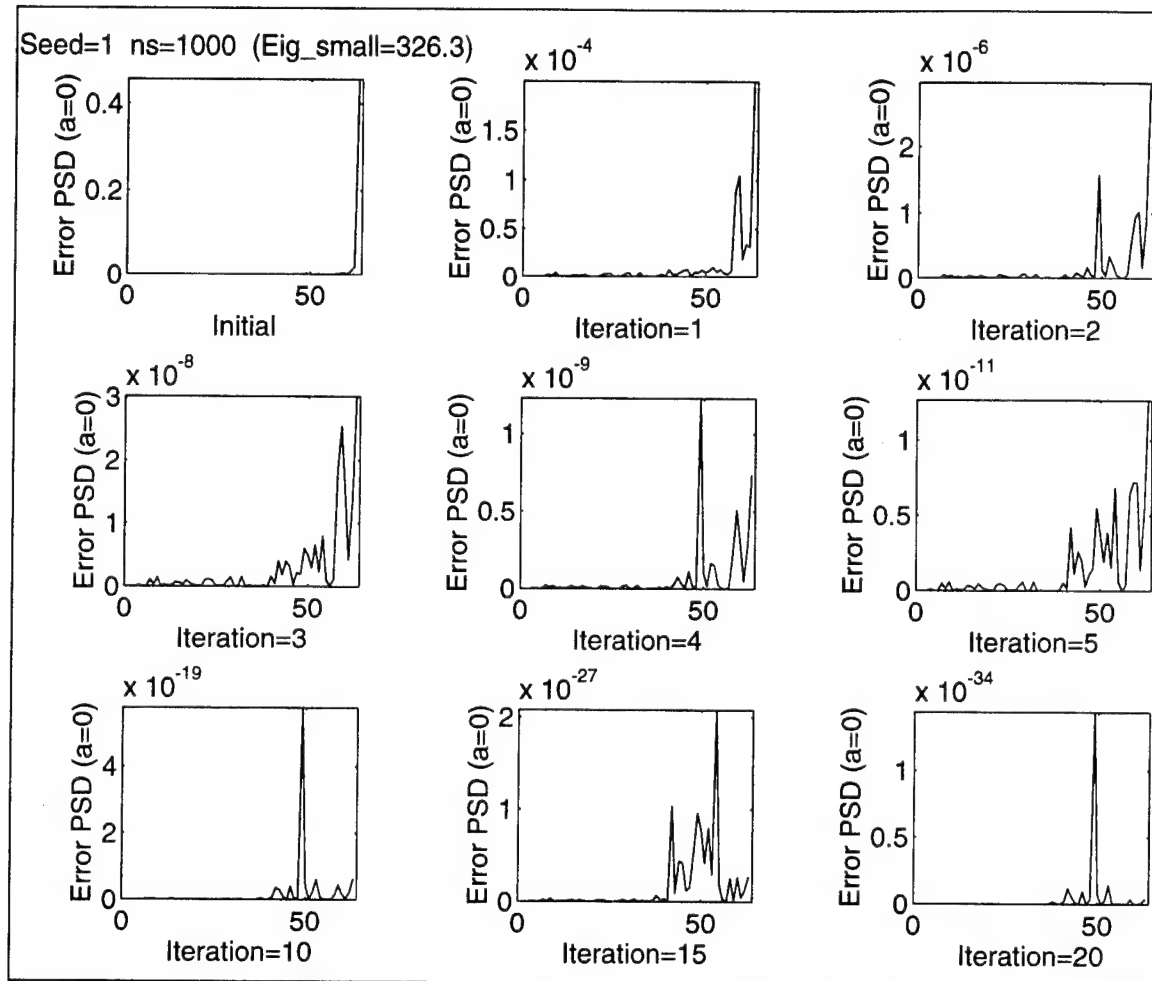 Seed=1 ns=1000 (Eig_small=326.3)
Error PSD (a=0)
0.4
0.2
0
0 50
Initial
x 10^-4
Error PSD (a=0)
1.5
1
0.5
0
0 50
Iteration=1
x 10^-6
Error PSD (a=0)
2
1
0
0 50
Iteration=2
x 10^-8
Error PSD (a=0)
3
2
1
0
0 50
Iteration=3
x 10^-9
Error PSD (a=0)
1
0.5
0
0 50
Iteration=4
x 10^-11
Error PSD (a=0)
1
0.5
0
0 50
Iteration=5
x 10^-19
Error PSD (a=0)
4
2
0
0 50
Iteration=10
x 10^-27
Error PSD (a=0)
2
1
0
0 50
Iteration=15
x 10^-34
Error PSD (a=0)
1
0.5
0
0 50
Iteration=20